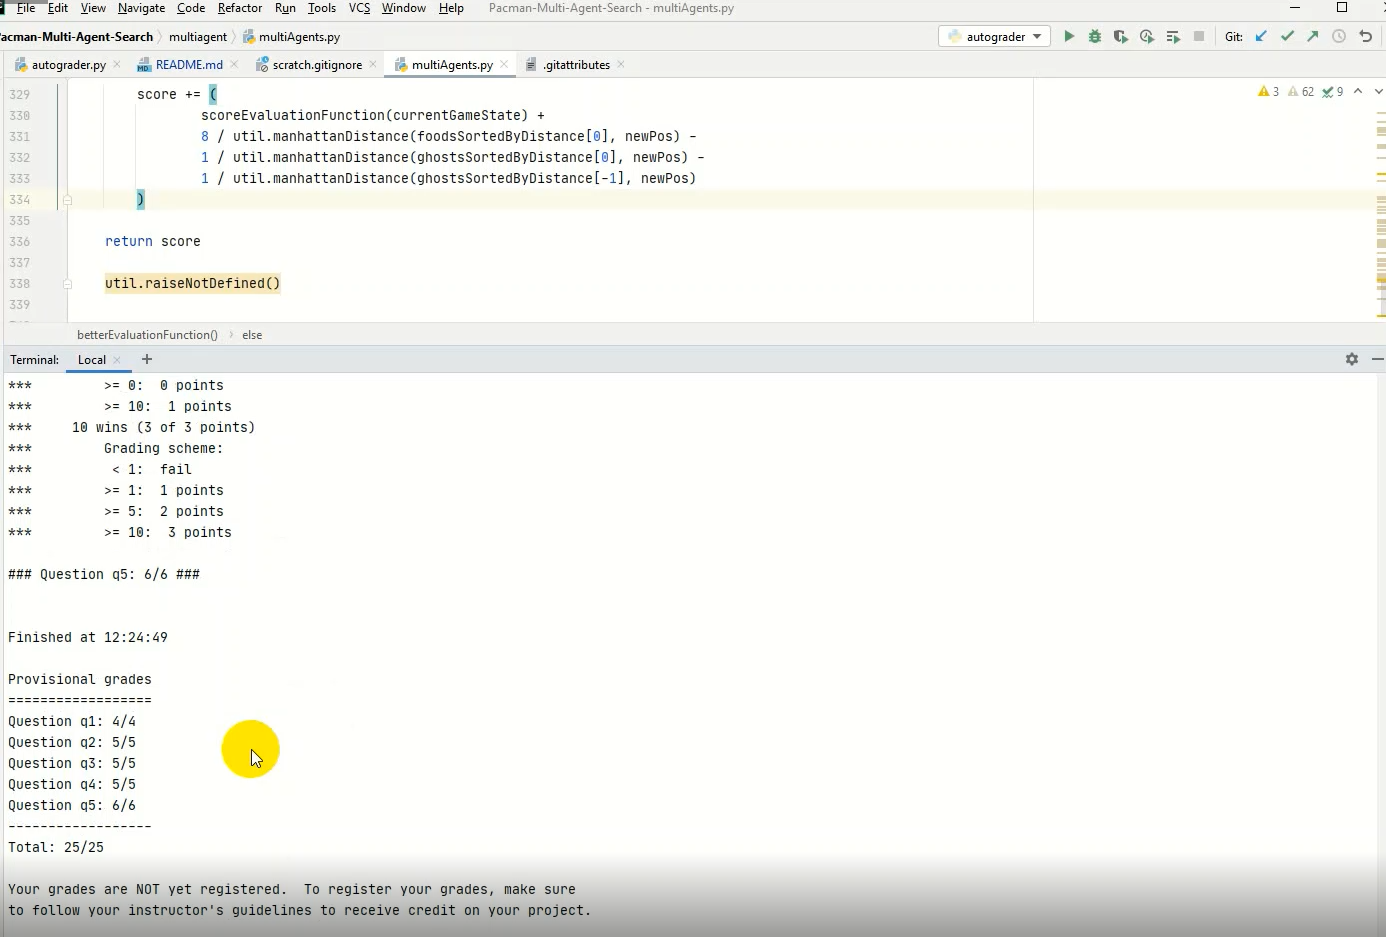 File Edit View Navigate Code Refactor Run Tools VCS Window Help Pacman-Multi-Agent-Search - multiAgents.py
acman-Multi-Agent-Search multiagent multiAgents.py autograder Git:
autograder.py README.md scratch.gitignore multiAgents.py .gitattributes
329 score += ( 3 62 9
330 scoreEvaluationFunction(currentGameState) +
331 8 / util.manhattanDistance(foodsSortedByDistance[0], newPos) -
332 1 / util.manhattanDistance(ghostsSortedByDistance[0], newPos) -
333 1 / util.manhattanDistance(ghostsSortedByDistance[-1], newPos)
334 )
335
336 return score
337
338 util.raiseNotDefined()
339
betterEvaluationFunction() else
Terminal: Local
*** >= 0: 0 points
*** >= 10: 1 points
*** 10 wins (3 of 3 points)
*** Grading scheme:
*** < 1: fail
*** >= 1: 1 points
*** >= 5: 2 points
*** >= 10: 3 points
### Question q5: 6/6 ###
Finished at 12:24:49
Provisional grades
==================
Question q1: 4/4
Question q2: 5/5
Question q3: 5/5
Question q4: 5/5
Question q5: 6/6
------------------
Total: 25/25
Your grades are NOT yet registered. To register your grades, make sure
to follow your instructor's guidelines to receive credit on your project.